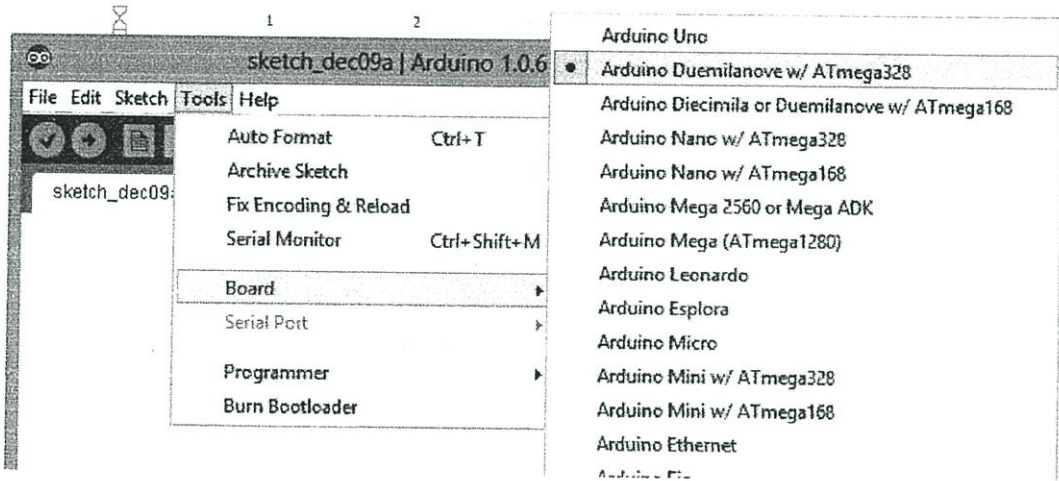 1 2
sketch_dec09a | Arduino 1.0.6
File Edit Sketch Tools Help
sketch_dec09a
Auto Format Ctrl+T
Archive Sketch
Fix Encoding & Reload
Serial Monitor Ctrl+Shift+M
Board
Serial Port
Programmer
Burn Bootloader
Arduino Uno
Arduino Duemilanove w/ ATmega328
Arduino Diecimila or Duemilanove w/ ATmega168
Arduino Nano w/ ATmega328
Arduino Nano w/ ATmega168
Arduino Mega 2560 or Mega ADK
Arduino Mega (ATmega1280)
Arduino Leonardo
Arduino Esplora
Arduino Micro
Arduino Mini w/ ATmega328
Arduino Mini w/ ATmega168
Arduino Ethernet